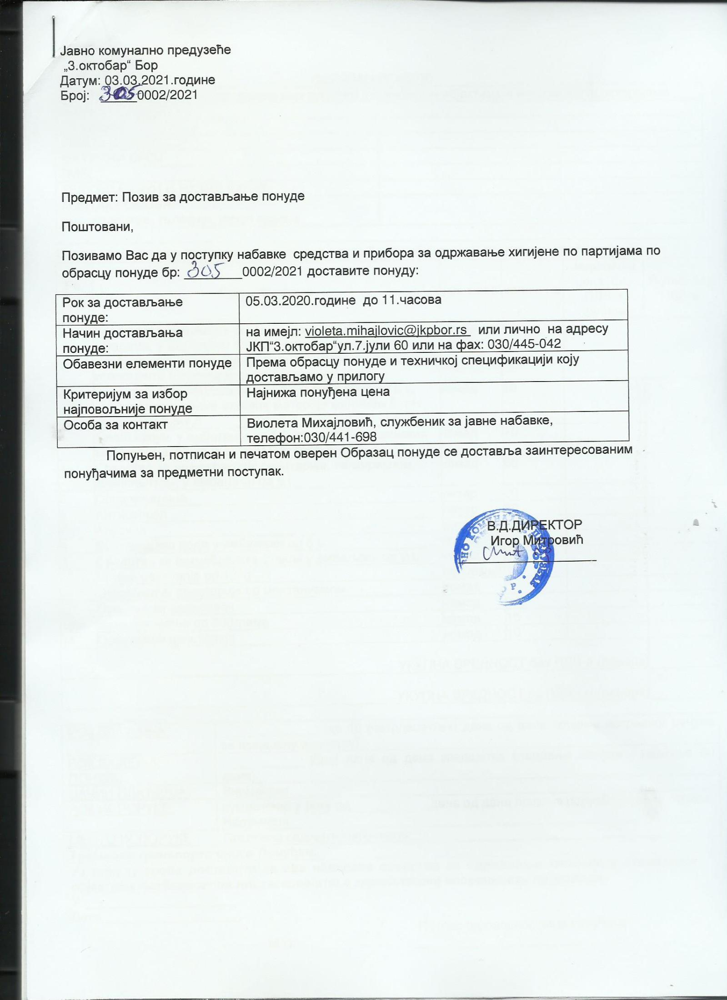 Јавно комунално предузеће
„3.октобар“ Бор
Датум: 03.03.2021.године
Број: 305 0002/2021
Предмет: Позив за достављање понуде
Поштовани,
Позивамо Вас да у поступку набавке средства и прибора за одржавање хигијене по партијама по
обрасцу понуде бр: 305 0002/2021 доставите понуду:
Рок за достављање
понуде:
05.03.2020.године до 11.часова
Начин достављања
понуде:
на имејл: violeta.mihajlovic@jkpbor.rs или лично на адресу
ЈКП“3.октобар“ул.7.јули 60 или на фах: 030/445-042
Обавезни елементи понуде
Према обрасцу понуде и техничкој спецификацији коју
достављамо у прилогу
Критеријум за избор
најповољније понуде
Најнижа понуђена цена
Особа за контакт
Виолета Михајловић, службеник за јавне набавке,
телефон:030/441-698
Попуњен, потписан и печатом оверен Образац понуде се доставља заинтересованим
понуђачима за предметни поступак.
В.Д.ДИРЕКТОР
Игор Митровић